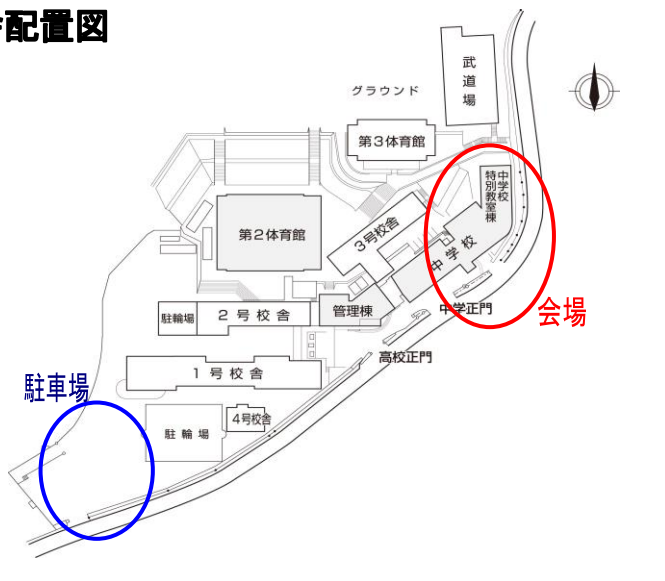 配置図
武道場
グラウンド
第3体育館
中学校
特別教室棟
3号校舎
第2体育館
中学校
駐輪場
2号校舎
管理棟
中学正門
会場
高校正門
1号校舎
駐車場
4号校舎
駐輪場